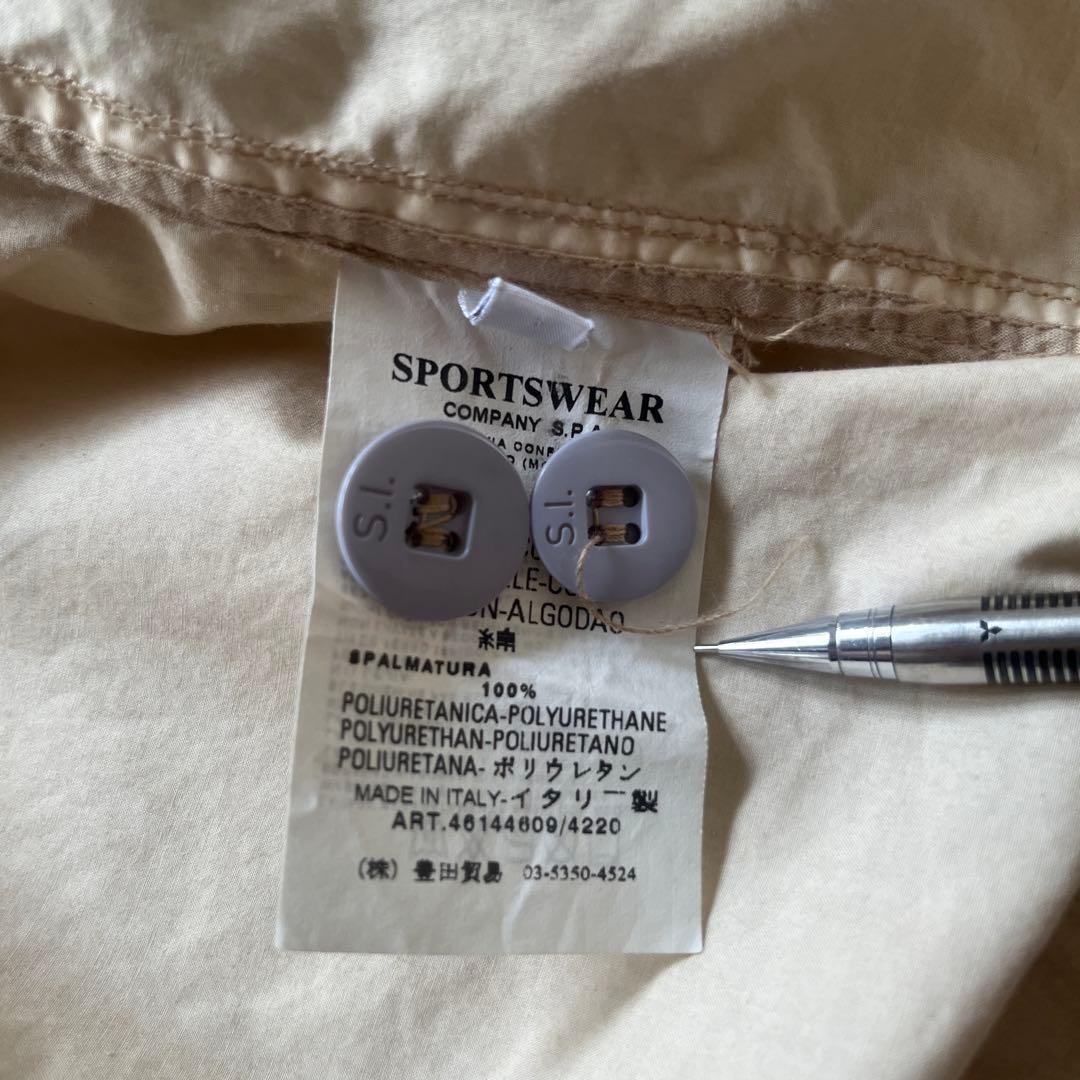 SPORTSWEAR
COMPANY S.P.A.
S.I.
S.I.
ALGODAO
綿
SPALMATURA
100%
POLIURETANICA-POLYURETHANE
POLYURETHAN-POLIURETANO
POLIURETANA-ポリウレタン
MADE IN ITALY-イタリー製
ART.46144609/4220
(株) 豊田貿易 03-5350-4524